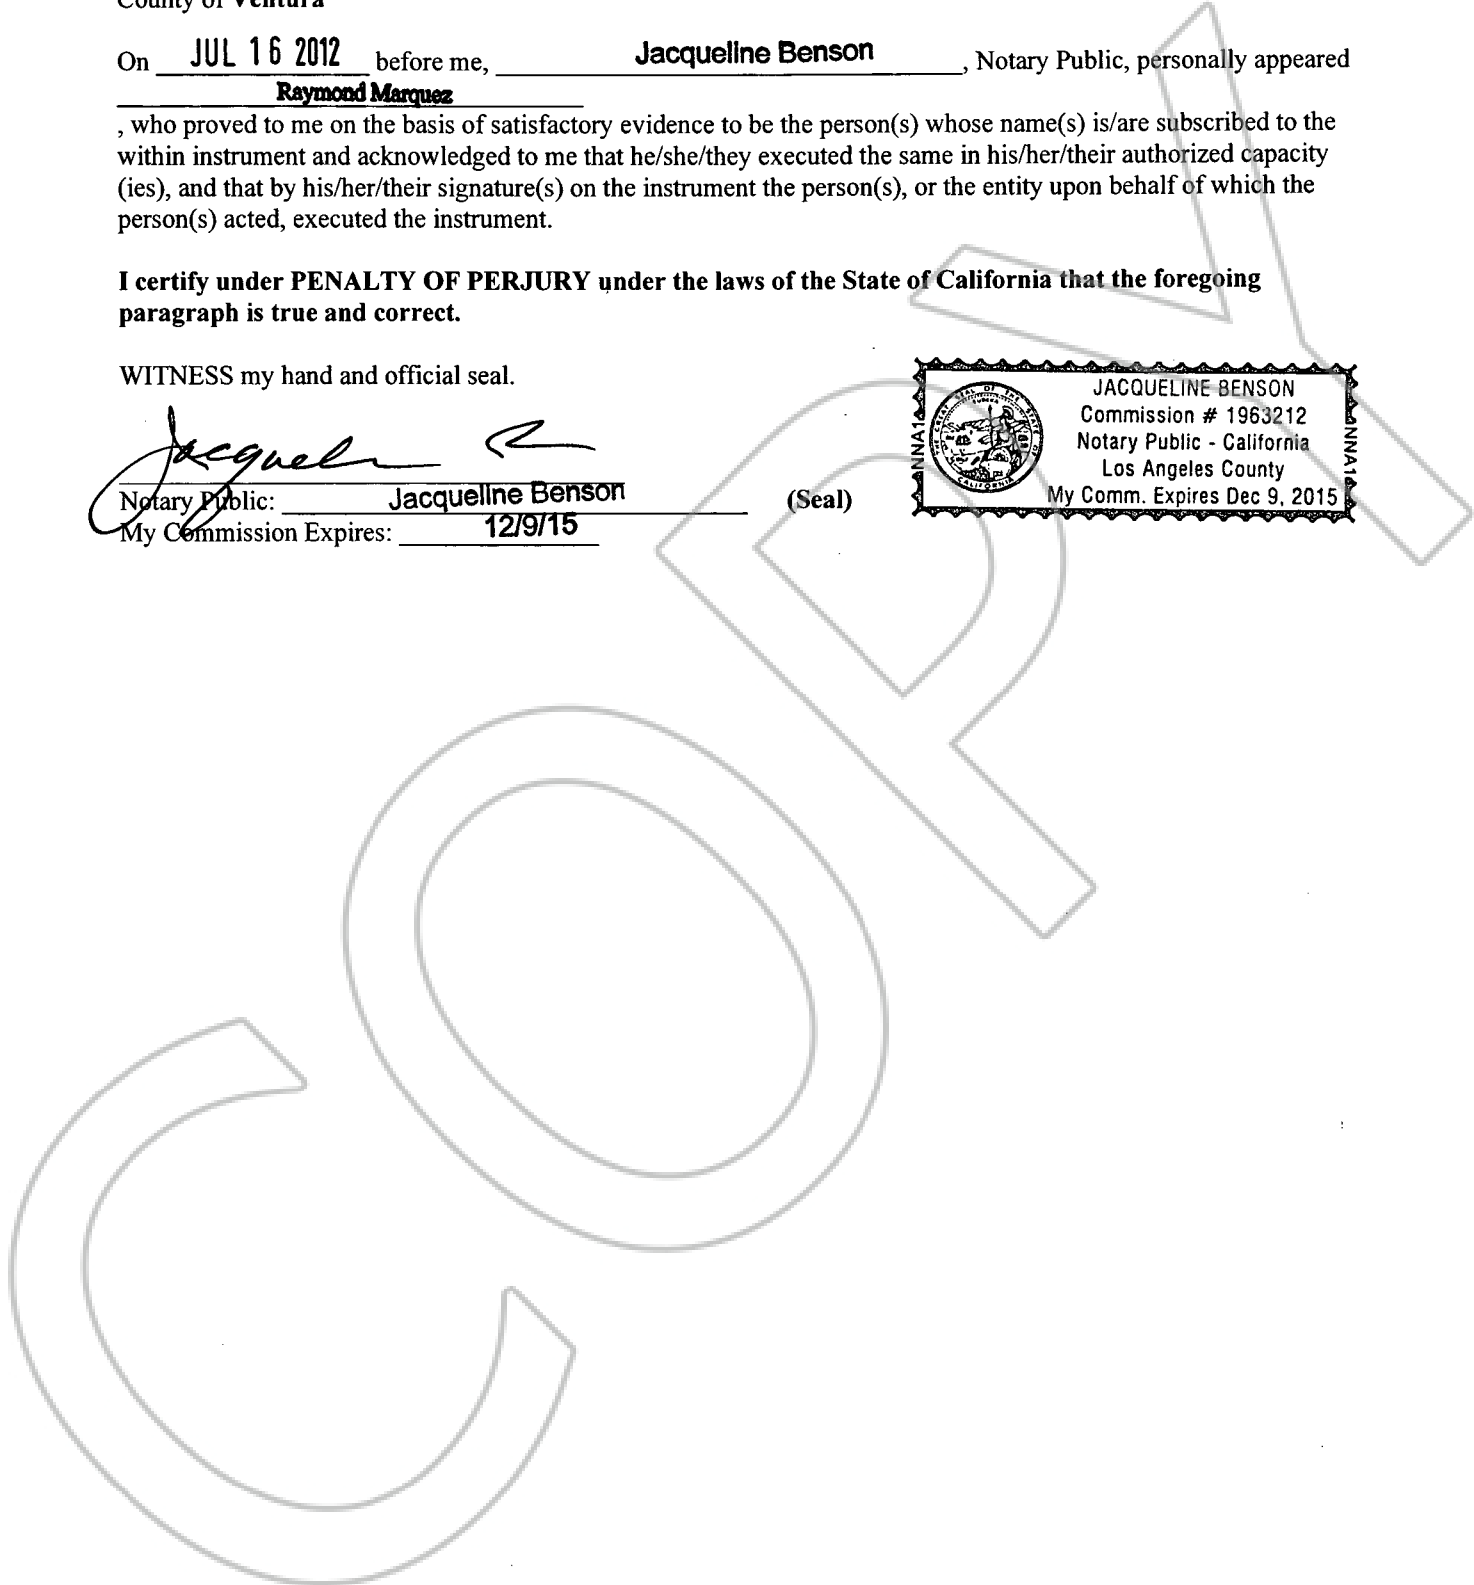 County of Ventura
On JUL 16 2012 before me, Jacqueline Benson, Notary Public, personally appeared
Raymond Marquez
, who proved to me on the basis of satisfactory evidence to be the person(s) whose name(s) is/are subscribed to the
within instrument and acknowledged to me that he/she/they executed the same in his/her/their authorized capacity
(ies), and that by his/her/their signature(s) on the instrument the person(s), or the entity upon behalf of which the
person(s) acted, executed the instrument.
I certify under PENALTY OF PERJURY under the laws of the State of California that the foregoing
paragraph is true and correct.
WITNESS my hand and official seal.
Notary Public: Jacqueline Benson
My Commission Expires: 12/9/15
(Seal)
JACQUELINE BENSON
Commission # 1963212
Notary Public - California
Los Angeles County
My Comm. Expires Dec 9, 2015
COPY